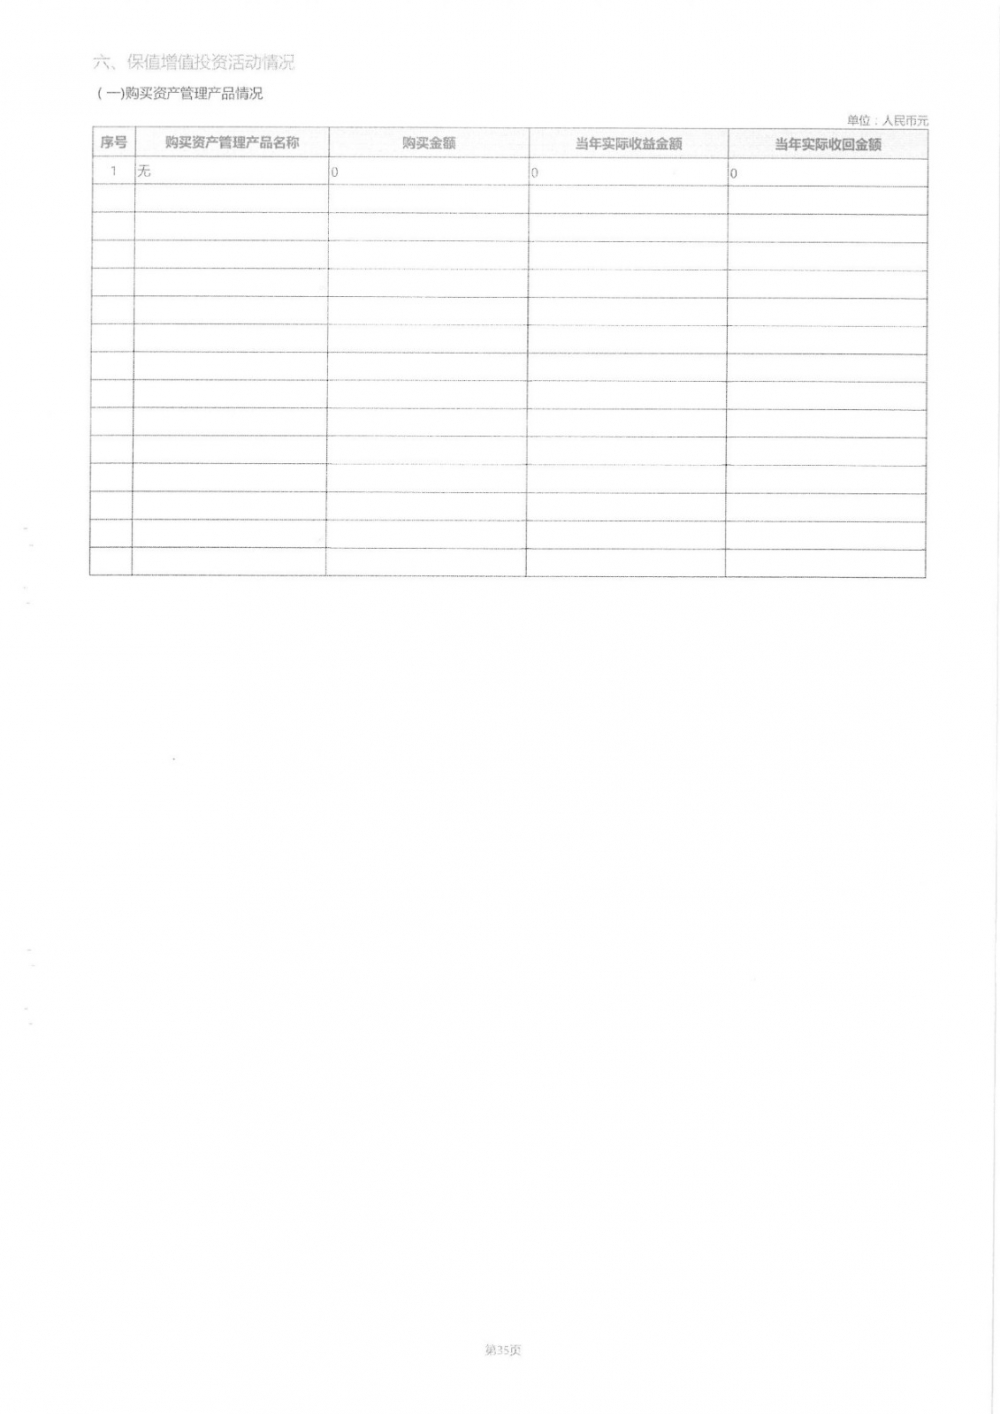 六、保值增值投资活动情况
(一)购买资产管理产品情况
单位：人民币元
序号 购买资产管理产品名称 购买金额 当年实际收益金额 当年实际收回金额
1 无 0 0 0
第35页